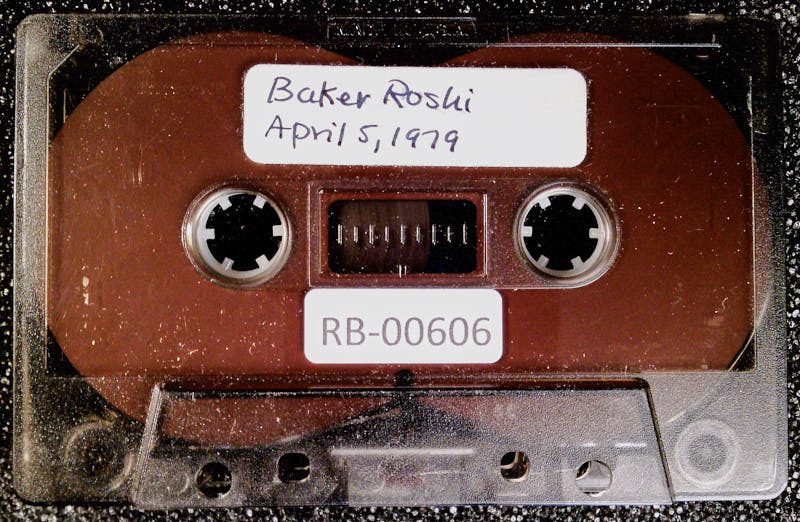 Baker Roshi
April 5, 1979
RB-00606